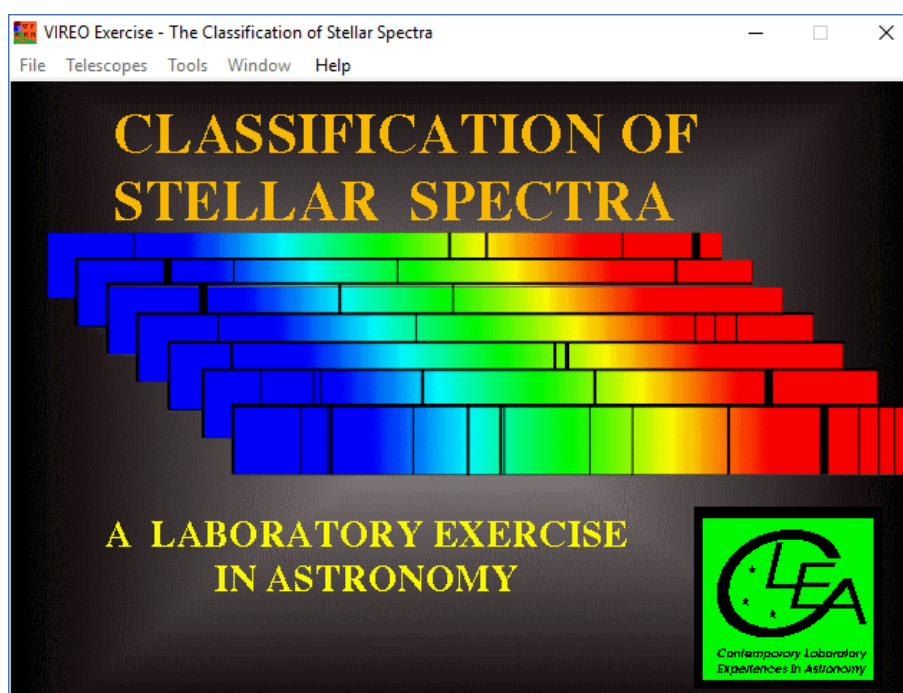 VIREO Exercise - The Classification of Stellar Spectra
File Telescopes Tools Window Help
CLASSIFICATION OF
STELLAR SPECTRA
A LABORATORY EXERCISE
IN ASTRONOMY
CLEA
Contemporary Laboratory
Experiences In Astronomy